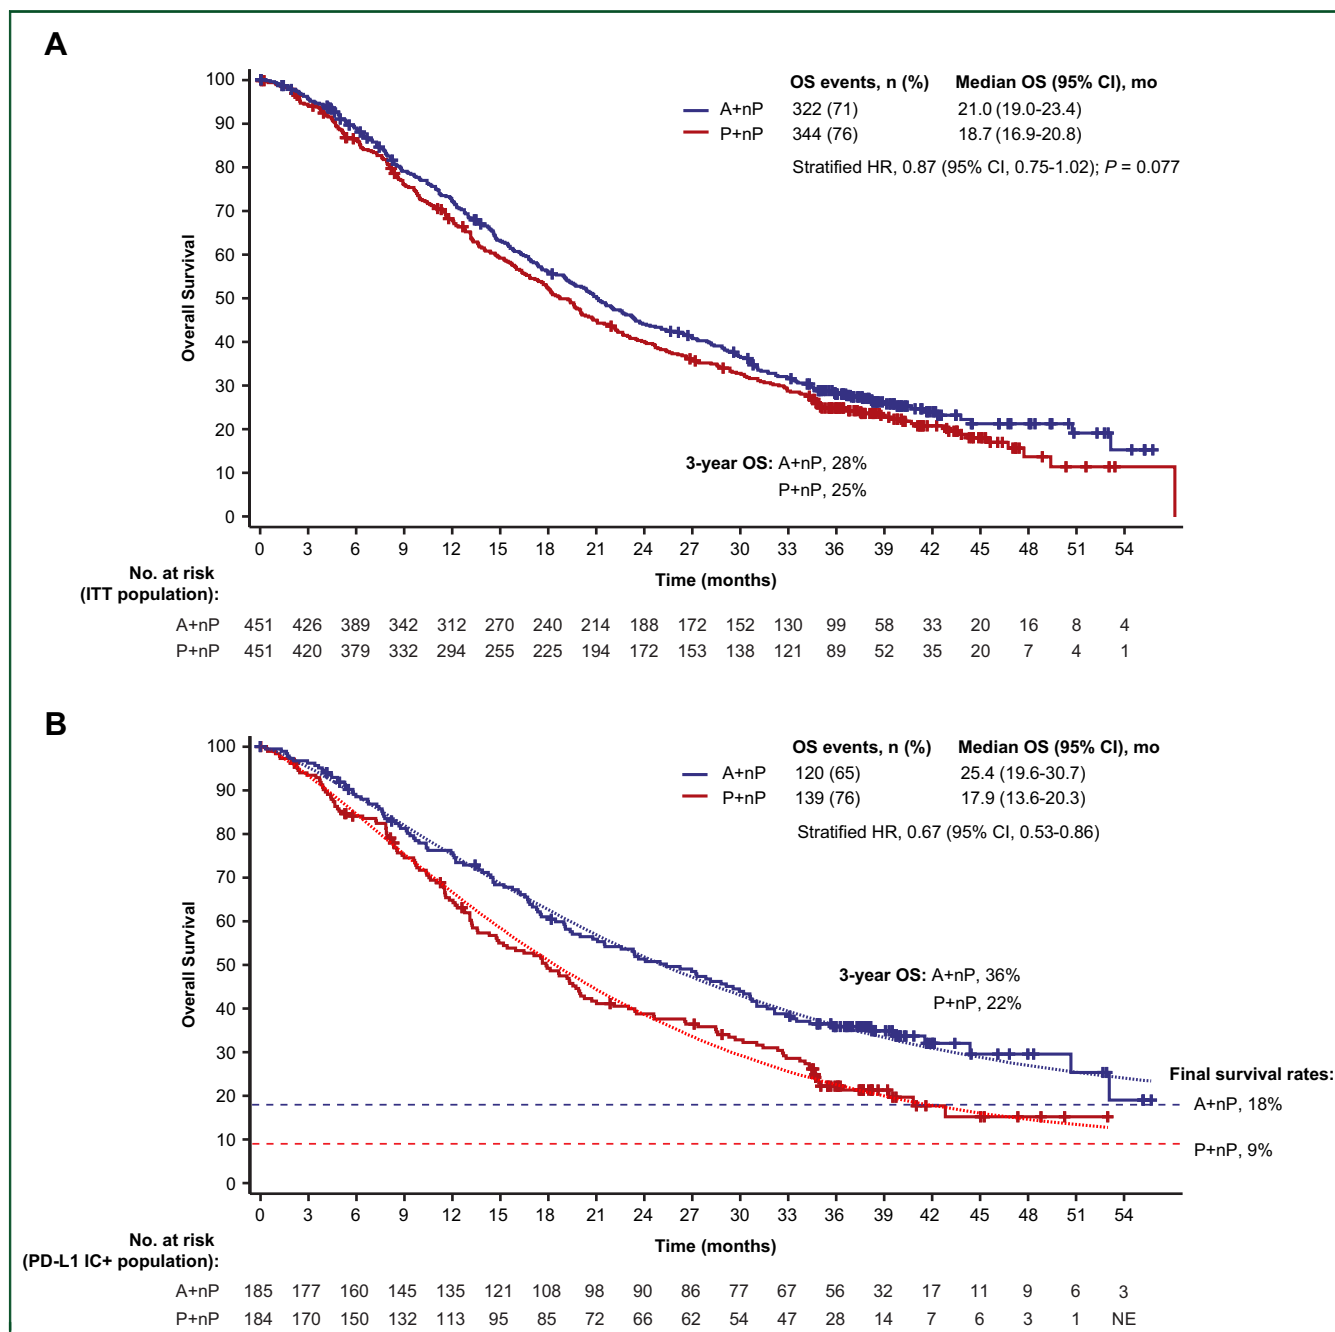 A
OS events, n (%) Median OS (95% CI), mo
A+nP 322 (71) 21.0 (19.0-23.4)
P+nP 344 (76) 18.7 (16.9-20.8)
Stratified HR, 0.87 (95% CI, 0.75-1.02); P = 0.077
Overall Survival
100
90
80
70
60
50
40
30
20
10
0
3-year OS: A+nP, 28%
P+nP, 25%
0 3 6 9 12 15 18 21 24 27 30 33 36 39 42 45 48 51 54
Time (months)
No. at risk
(ITT population):
A+nP 451 426 389 342 312 270 240 214 188 172 152 130 99 58 33 20 16 8 4
P+nP 451 420 379 332 294 255 225 194 172 153 138 121 89 52 35 20 7 4 1
B
OS events, n (%) Median OS (95% CI), mo
A+nP 120 (65) 25.4 (19.6-30.7)
P+nP 139 (76) 17.9 (13.6-20.3)
Stratified HR, 0.67 (95% CI, 0.53-0.86)
Overall Survival
100
90
80
70
60
50
40
30
20
10
0
3-year OS: A+nP, 36%
P+nP, 22%
Final survival rates:
A+nP, 18%
P+nP, 9%
0 3 6 9 12 15 18 21 24 27 30 33 36 39 42 45 48 51 54
Time (months)
No. at risk
(PD-L1 IC+ population):
A+nP 185 177 160 145 135 121 108 98 90 86 77 67 56 32 17 11 9 6 3
P+nP 184 170 150 132 113 95 85 72 66 62 54 47 28 14 7 6 3 1 NE